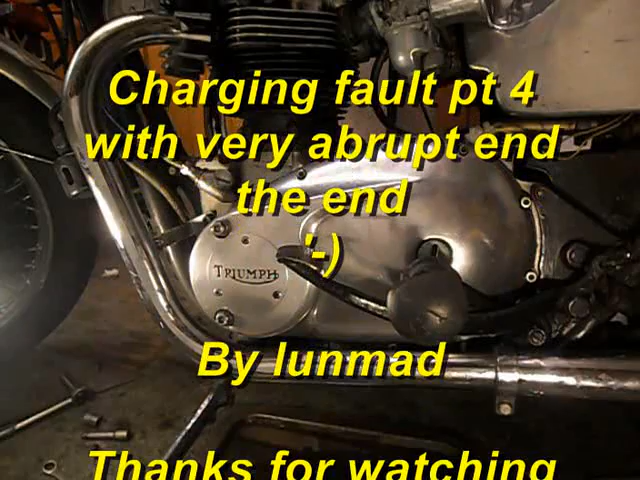 Charging fault pt 4
with very abrupt end
the end
'-)
TRIUMPH
By lunmad
Thanks for watching